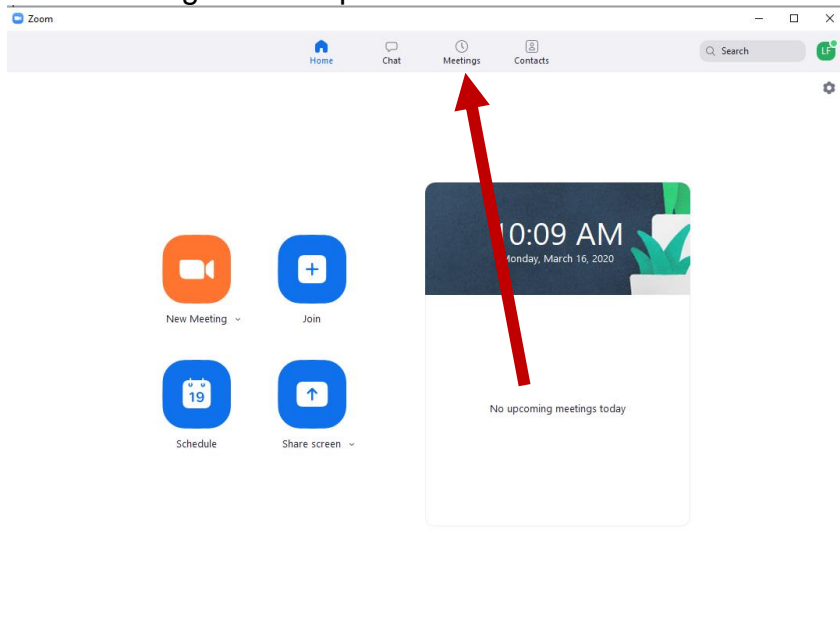 Zoom
Home Chat Meetings Contacts
Search LF
0:09 AM
Monday, March 16, 2020
New Meeting Join
19
Schedule Share screen
No upcoming meetings today